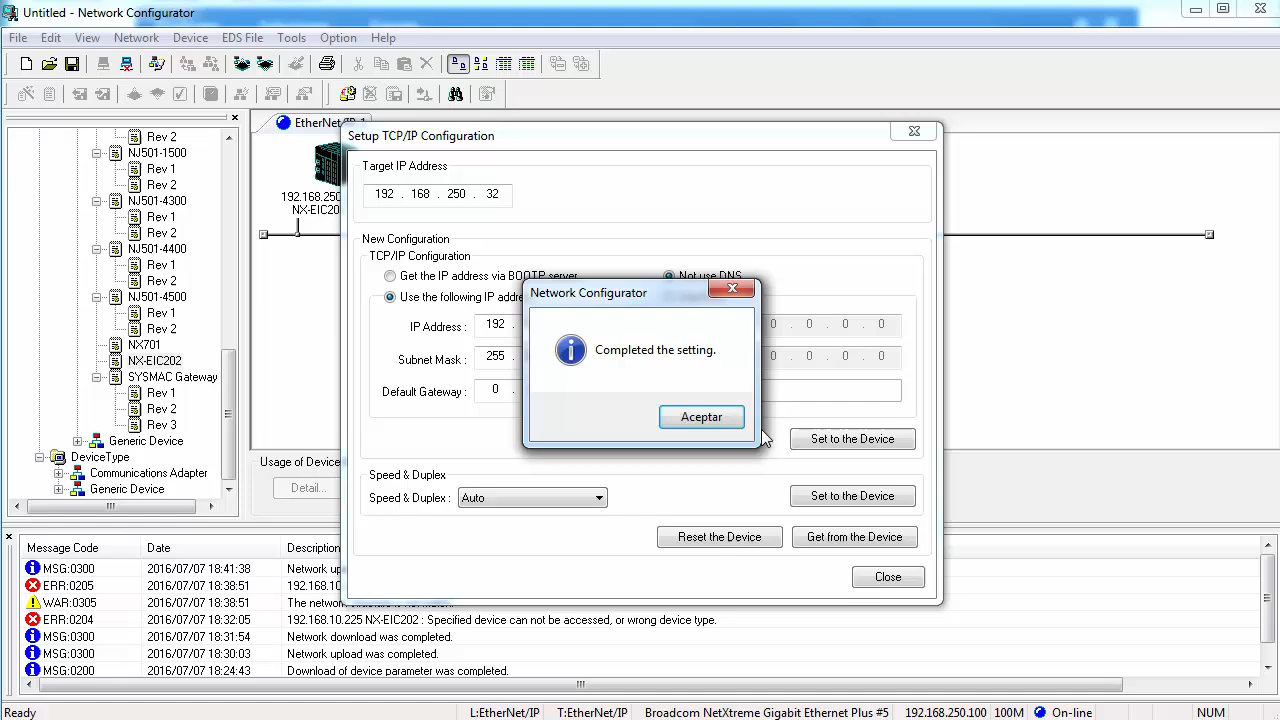 Untitled - Network Configurator
File Edit View Network Device EDS File Tools Option Help
Rev 2
NJ501-1500
Rev 1
Rev 2
NJ501-4300
Rev 1
Rev 2
NJ501-4400
Rev 1
Rev 2
NJ501-4500
Rev 1
Rev 2
NX701
NX-EIC202
SYSMAC Gateway
Rev 1
Rev 2
Rev 3
Generic Device
DeviceType
Communications Adapter
Generic Device
192.168.250
Usage of Device
Detail...
Setup TCP/IP Configuration
Target IP Address
192 . 168 . 250 . 32
New Configuration
TCP/IP Configuration
Get the IP address via BOOTP server
Not use DNS
Use the following IP addre
IP Address : 192 .
0 . 0 . 0 . 0
Subnet Mask : 255 .
0 . 0 . 0 . 0
Default Gateway : 0 .
Set to the Device
Speed & Duplex
Speed & Duplex : Auto
Set to the Device
Reset the Device Get from the Device
Close
Network Configurator
Completed the setting.
Aceptar
Message Code Date Description
MSG:0300 2016/07/07 18:41:38 Network up
ERR:0205 2016/07/07 18:38:51 192.168.10
WAR:0305 2016/07/07 18:38:51 The network
ERR:0204 2016/07/07 18:32:05 192.168.10.225 NX-EIC202 : Specified device can not be accessed, or wrong device type.
MSG:0300 2016/07/07 18:31:54 Network download was completed.
MSG:0300 2016/07/07 18:30:03 Network upload was completed.
MSG:0200 2016/07/07 18:24:43 Download of device parameter was completed.
Ready L:EtherNet/IP T:EtherNet/IP Broadcom NetXtreme Gigabit Ethernet Plus #5 192.168.250.100 100M On-line NUM